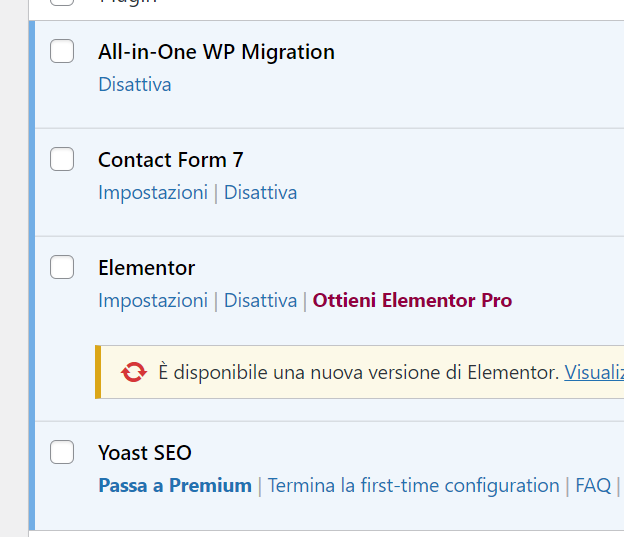 Plugin
All-in-One WP Migration
Disattiva
Contact Form 7
Impostazioni | Disattiva
Elementor
Impostazioni | Disattiva | Ottieni Elementor Pro
È disponibile una nuova versione di Elementor. Visualiz
Yoast SEO
Passa a Premium | Termina la first-time configuration | FAQ |